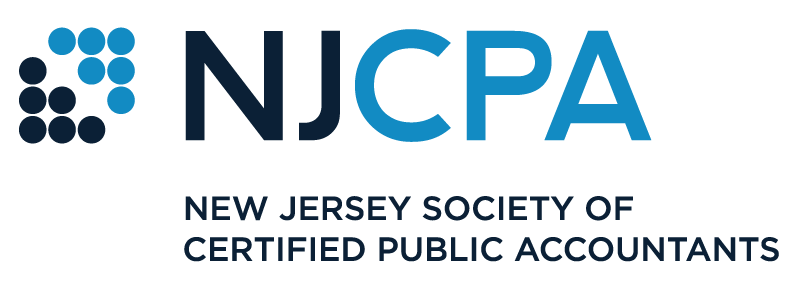 NJCPA
NEW JERSEY SOCIETY OF
CERTIFIED PUBLIC ACCOUNTANTS